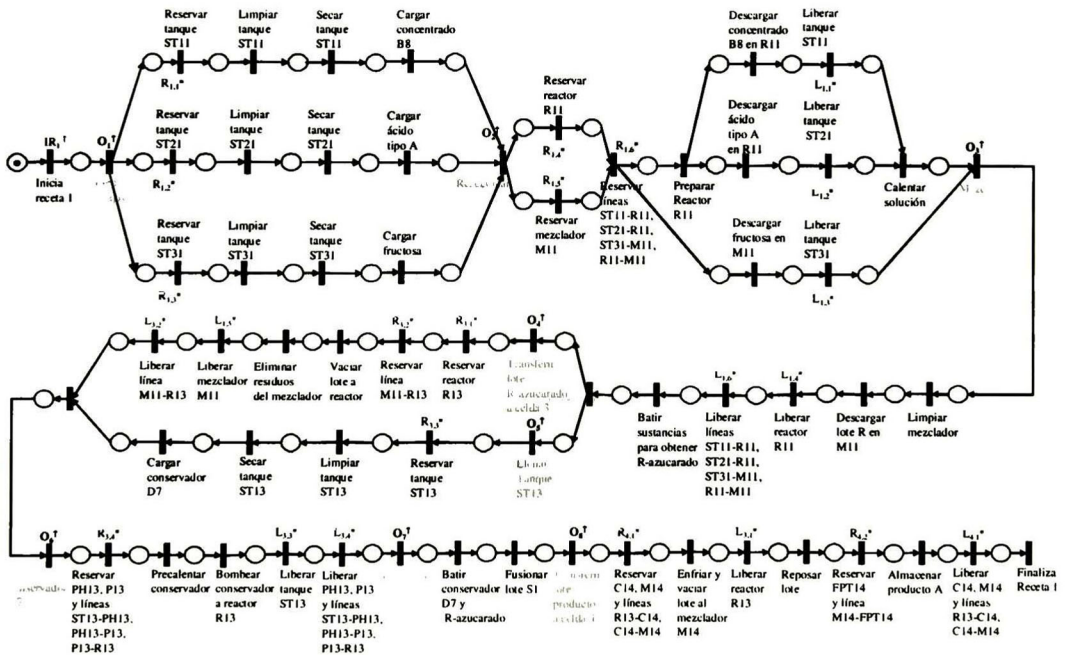 Reservar
tanque
ST11
Limpiar
tanque
ST11
Secar
tanque
ST11
Cargar
concentrado
B8
R1,1*
Descargar
concentrado
B8 en R11
Liberar
tanque
ST11
L1,1*
Reservar
reactor
R11
R1,4*
IR1↑
Inicia
receta 1
O1↑
Reservar
tanque
ST21
Limpiar
tanque
ST21
Secar
tanque
ST21
Cargar
ácido
tipo A
R1,2*
R1,5*
Reservar
mezclador
M11
R1,6*
Reservar
líneas
ST11-R11,
ST21-R11,
ST31-M11,
R11-M11
Preparar
Reactor
R11
Descargar
ácido
tipo A
en R11
Liberar
tanque
ST21
L1,2*
Calentar
solución
O3↑
Reservar
tanque
ST31
Limpiar
tanque
ST31
Secar
tanque
ST31
Cargar
fructosa
R1,3*
Descargar
fructosa en
M11
Liberar
tanque
ST31
L1,3*
L3,2*
Liberar
línea
M11-R13
L1,5*
Liberar
mezclador
M11
Eliminar
residuos
del mezclador
Vaciar
lote a
reactor
R3,2*
Reservar
línea
M11-R13
R3,1*
Reservar
reactor
R13
O4↑
Transferir
lote
R-azucarado
a celda 3
Batir
sustancias
para obtener
R-azucarado
L1,6*
Liberar
líneas
ST11-R11,
ST21-R11,
ST31-M11,
R11-M11
L1,4*
Liberar
reactor
R11
Descargar
lote R en
M11
Limpiar
mezclador
Cargar
conservador
D7
Secar
tanque
ST13
Limpiar
tanque
ST13
R3,3*
Reservar
tanque
ST13
O5↑
Llenar
Tanque
ST13
O6↑
R3,4*
Reservar
PH13, P13
y líneas
ST13-PH13,
PH13-P13,
P13-R13
Precalentar
conservador
Bombear
conservador
a reactor
R13
L3,3*
Liberar
tanque
ST13
L3,4*
Liberar
PH13, P13
y líneas
ST13-PH13,
PH13-P13,
P13-R13
O7↑
Batir
conservador
D7 y
R-azucarado
Fusionar
lote S1
O8↑
producto
R4,1*
Reservar
C14, M14
y líneas
R13-C14,
C14-M14
Enfriar y
vaciar
lote al
mezclador
M14
L3,1*
Liberar
reactor
R13
Reposar
lote
R4,2*
Reservar
FPT14
y línea
M14-FPT14
Almacenar
producto A
L4,1*
Liberar
C14, M14
y líneas
R13-C14,
C14-M14
Finaliza
Receta 1